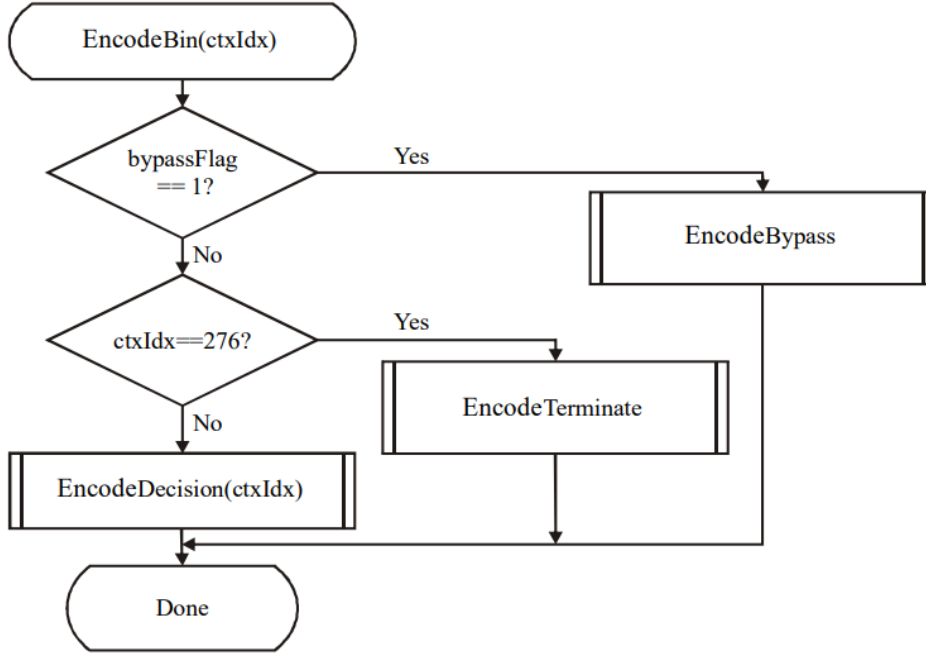 EncodeBin(ctxIdx)
bypassFlag
== 1?
Yes
EncodeBypass
No
ctxIdx==276?
Yes
EncodeTerminate
No
EncodeDecision(ctxIdx)
Done